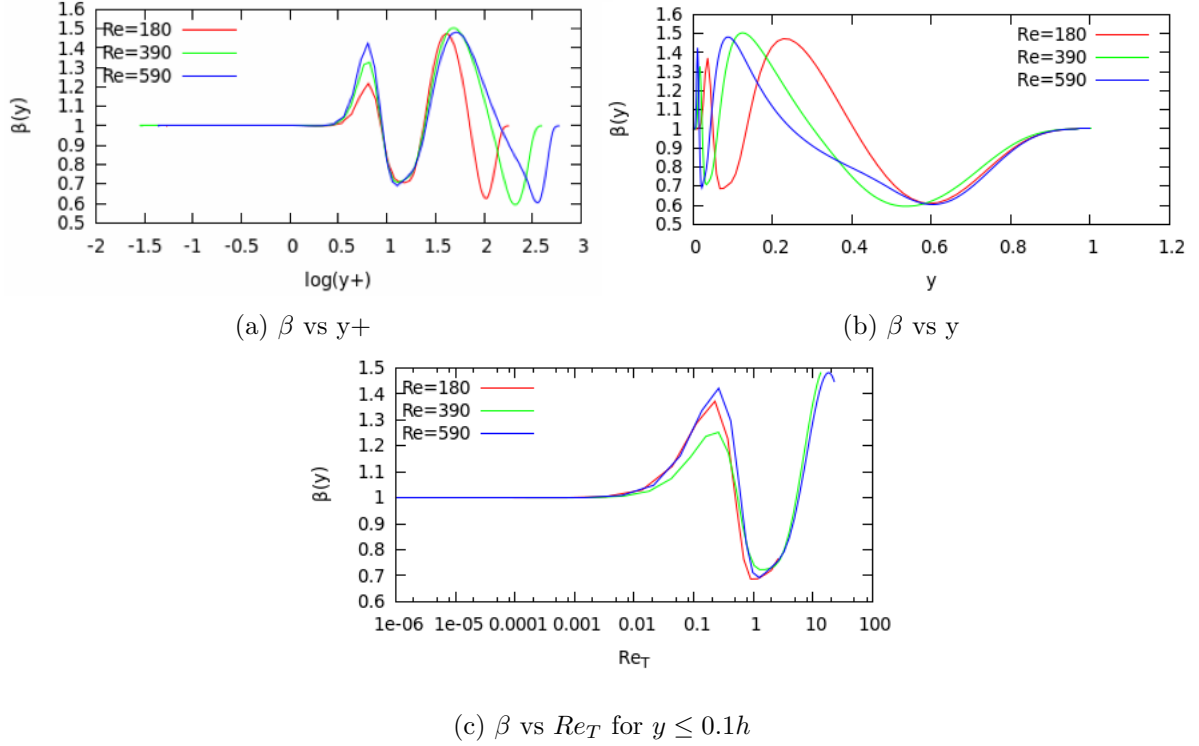 1.6
1.5
1.4
1.3
1.2
1.1
1
0.9
0.8
0.7
0.6
0.5
β(y)
Re=180
Re=390
Re=590
-2 -1.5 -1 -0.5 0 0.5 1 1.5 2 2.5 3
log(y+)
(a) β vs y+
1.6
1.5
1.4
1.3
1.2
1.1
1
0.9
0.8
0.7
0.6
0.5
β(y)
Re=180
Re=390
Re=590
0 0.2 0.4 0.6 0.8 1 1.2
y
(b) β vs y
1.5
1.4
1.3
1.2
1.1
1
0.9
0.8
0.7
0.6
β(y)
Re=180
Re=390
Re=590
1e-06 1e-05 0.0001 0.001 0.01 0.1 1 10 100
Re_T
(c) β vs Re_T for y ≤ 0.1h